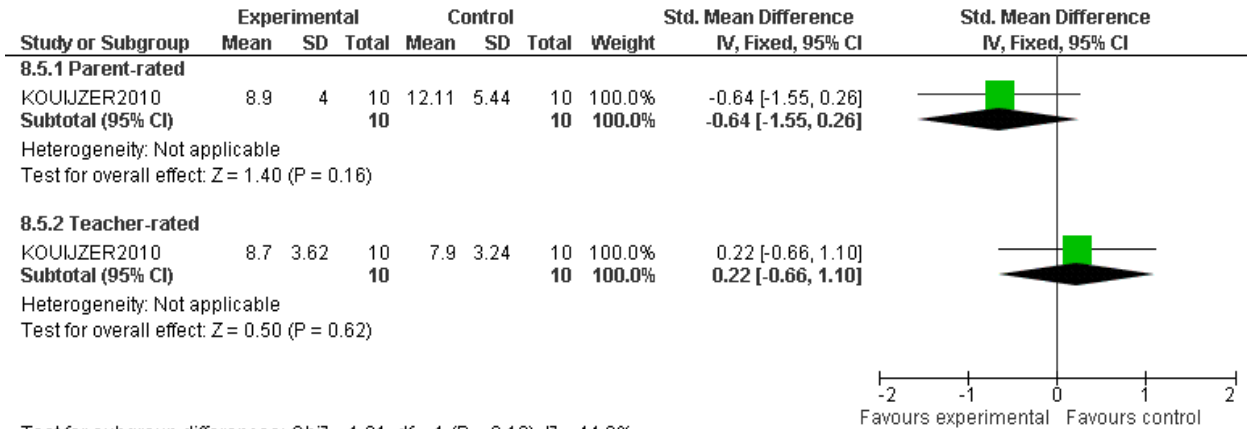 Experimental Control Std. Mean Difference Std. Mean Difference
Study or Subgroup Mean SD Total Mean SD Total Weight IV, Fixed, 95% CI IV, Fixed, 95% CI
8.5.1 Parent-rated
KOUIJZER2010 8.9 4 10 12.11 5.44 10 100.0% -0.64 [-1.55, 0.26]
Subtotal (95% CI) 10 10 100.0% -0.64 [-1.55, 0.26]
Heterogeneity: Not applicable
Test for overall effect: Z = 1.40 (P = 0.16)
8.5.2 Teacher-rated
KOUIJZER2010 8.7 3.62 10 7.9 3.24 10 100.0% 0.22 [-0.66, 1.10]
Subtotal (95% CI) 10 10 100.0% 0.22 [-0.66, 1.10]
Heterogeneity: Not applicable
Test for overall effect: Z = 0.50 (P = 0.62)
-2 -1 0 1 2
Favours experimental Favours control